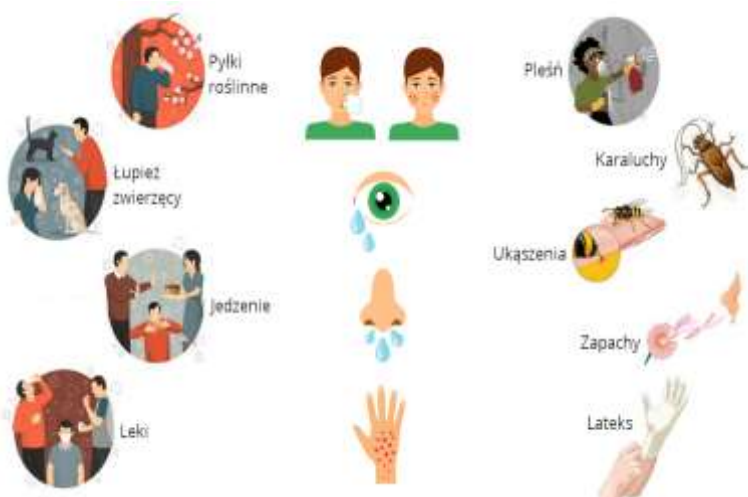 Pyłki
roślinne
Łupież
zwierzęcy
Jedzenie
Leki
Pleśń
Karaluchy
Ukąszenia
Zapachy
Lateks